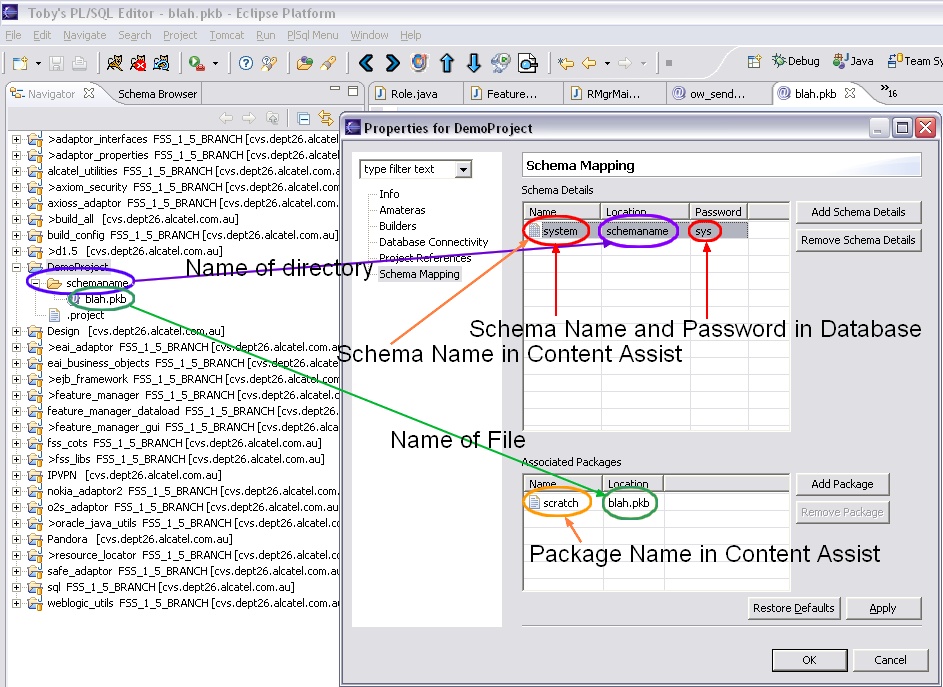 Toby's PL/SQL Editor - blah.pkb - Eclipse Platform
File Edit Navigate Search Project Tomcat Run PlSql Menu Window Help
Debug Java Team Sy
Navigator Schema Browser
Role.java Feature... RMgrMai... ow_send... blah.pkb »16
>adaptor_interfaces FSS_1_5_BRANCH [cvs.dept26.alcatel
>adaptor_properties FSS_1_5_BRANCH [cvs.dept26.alcatel
alcatel_utilities FSS_1_5_BRANCH [cvs.dept26.alcatel.com
>axiom_security FSS_1_5_BRANCH [cvs.dept26.alcatel.com
axioss_adaptor FSS_1_5_BRANCH [cvs.dept26.alcatel.com
>build_all [cvs.dept26.alcatel.com.au]
build_config FSS_1_5_BRANCH [cvs.dept26.alcatel.com.au]
>d1.5 [cvs.dept26.alcatel.com.au]
DemoProject
schemaname
blah.pkb
.project
Design [cvs.dept26.alcatel.com.au]
>eai_adaptor FSS_1_5_BRANCH [cvs.dept26.alcatel.com.
eai_business_objects FSS_1_5_BRANCH [cvs.dept26.alcatel
>ejb_framework FSS_1_5_BRANCH [cvs.dept26.alcatel.co
>feature_manager FSS_1_5_BRANCH [cvs.dept26.alcatel.
feature_manager_dataload FSS_1_5_BRANCH [cvs.dept26.
>feature_manager_gui FSS_1_5_BRANCH [cvs.dept26.alca
fss_cots FSS_1_5_BRANCH [cvs.dept26.alcatel.com.au]
>fss_libs FSS_1_5_BRANCH [cvs.dept26.alcatel.com.au]
IPVPN [cvs.dept26.alcatel.com.au]
nokia_adaptor2 FSS_1_5_BRANCH [cvs.dept26.alcatel.com
o2s_adaptor FSS_1_5_BRANCH [cvs.dept26.alcatel.com.au
>oracle_java_utils FSS_1_5_BRANCH [cvs.dept26.alcatel.c
Pandora [cvs.dept26.alcatel.com.au]
>resource_locator FSS_1_5_BRANCH [cvs.dept26.alcatel.c
safe_adaptor FSS_1_5_BRANCH [cvs.dept26.alcatel.com.a
sql FSS_1_5_BRANCH [cvs.dept26.alcatel.com.au]
weblogic_utils FSS_1_5_BRANCH [cvs.dept26.alcatel.com.a
Properties for DemoProject
type filter text
Info
Amateras
Builders
Database Connectivity
Project References
Schema Mapping
Schema Mapping
Schema Details
Name Location Password
system schemaname sys
Add Schema Details
Remove Schema Details
Name of directory
Schema Name and Password in Database
Schema Name in Content Assist
Name of File
Associated Packages
Name Location
scratch blah.pkb
Add Package
Remove Package
Package Name in Content Assist
Restore Defaults Apply
OK Cancel